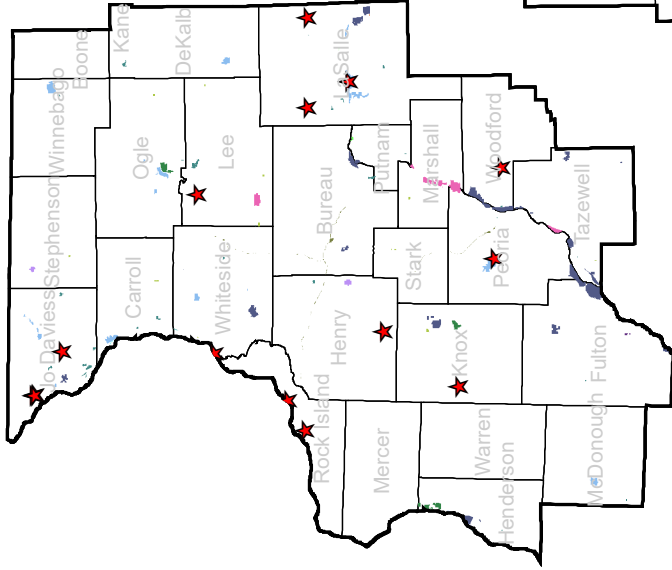 Kane
Boone
DeKalb
LaSalle
Winnebago
Ogle
Lee
Putnam
Marshall
Woodford
Bureau
Tazewell
Stephenson
Carroll
Whiteside
Stark
Peoria
Jo Daviess
Henry
Knox
Fulton
Rock Island
Mercer
Warren
Henderson
McDonough